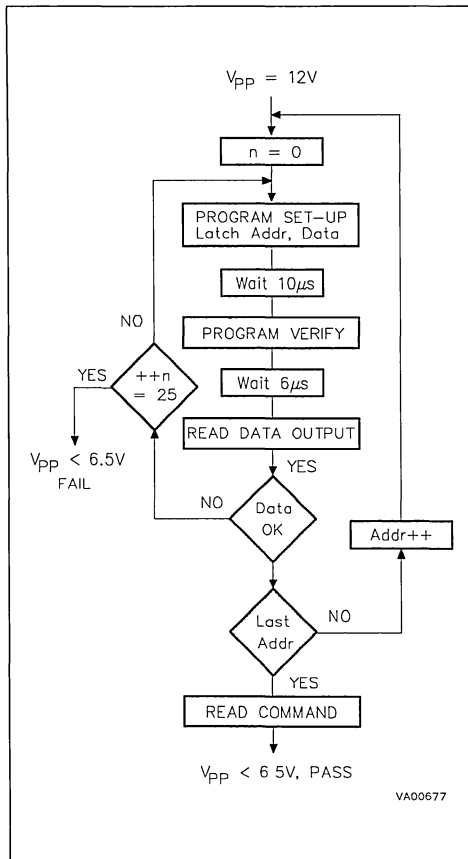 VPP = 12V
n = 0
PROGRAM SET-UP
Latch Addr, Data
Wait 10µs
NO
PROGRAM VERIFY
YES
++n
= 25
Wait 6µs
READ DATA OUTPUT
VPP < 6.5V
FAIL
YES
NO
Data
OK
Addr++
Last
Addr
NO
YES
READ COMMAND
VPP < 6 5V, PASS
VA00677